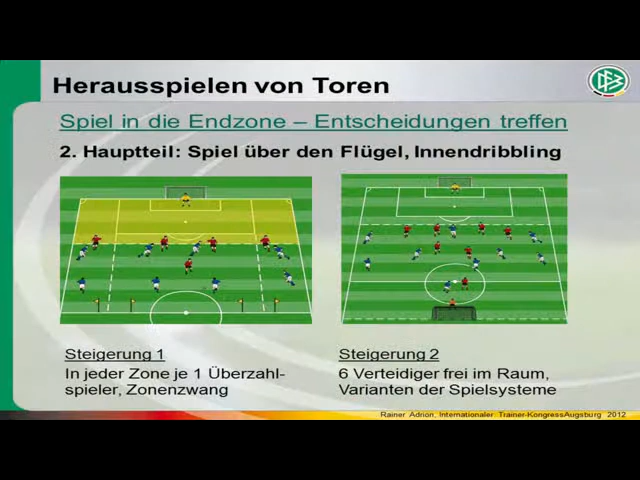 Herausspielen von Toren
DFB
Spiel in die Endzone – Entscheidungen treffen
2. Hauptteil: Spiel über den Flügel, Innendribbling
Steigerung 1
In jeder Zone je 1 Überzahl-
spieler, Zonenzwang
Steigerung 2
6 Verteidiger frei im Raum,
Varianten der Spielsysteme
Rainer Adrion, Internationaler Trainer-KongressAugsburg 2012